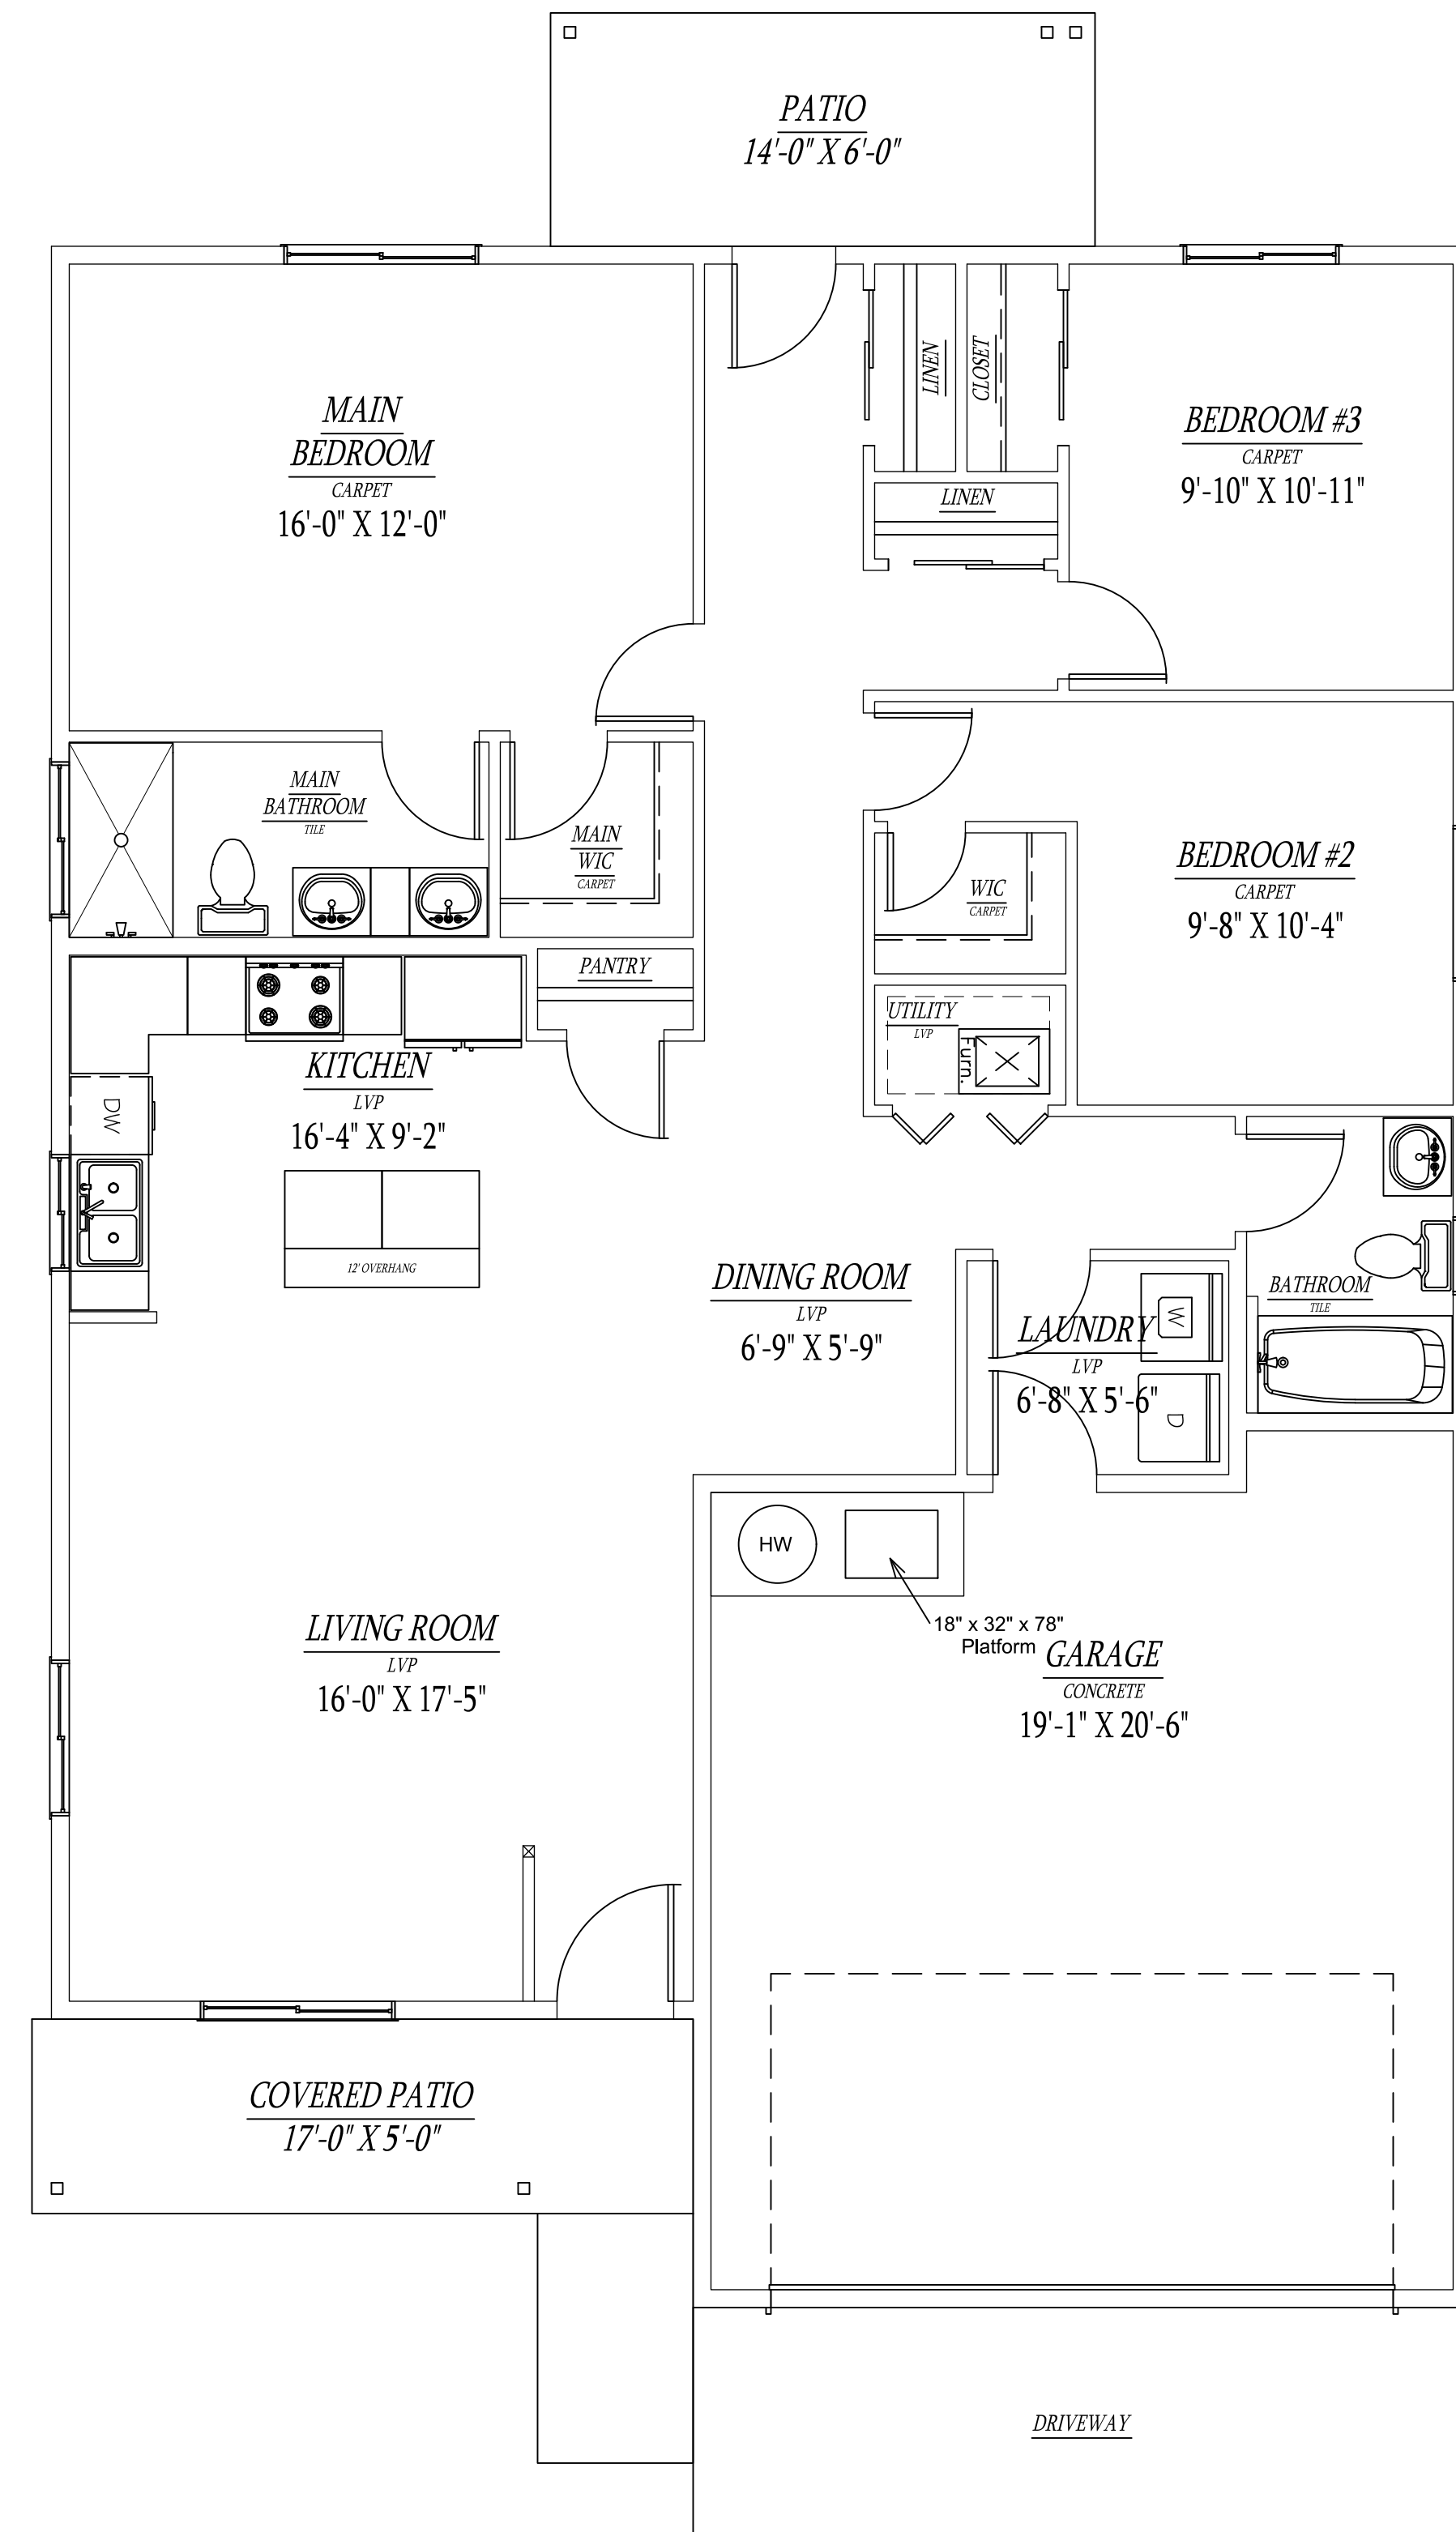 PATIO
14'-0" X 6'-0"
MAIN
BEDROOM
CARPET
16'-0" X 12'-0"
LINEN
CLOSET
LINEN
BEDROOM #3
CARPET
9'-10" X 10'-11"
MAIN
BATHROOM
TILE
MAIN
WIC
CARPET
WIC
CARPET
BEDROOM #2
CARPET
9'-8" X 10'-4"
PANTRY
UTILITY
LVP
Furn.
KITCHEN
LVP
16'-4" X 9'-2"
DW
12' OVERHANG
DINING ROOM
LVP
6'-9" X 5'-9"
LAUNDRY
LVP
6'-8" X 5'-6"
W
D
BATHROOM
TILE
HW
18" x 32" x 78"
Platform
LIVING ROOM
LVP
16'-0" X 17'-5"
GARAGE
CONCRETE
19'-1" X 20'-6"
COVERED PATIO
17'-0" X 5'-0"
DRIVEWAY